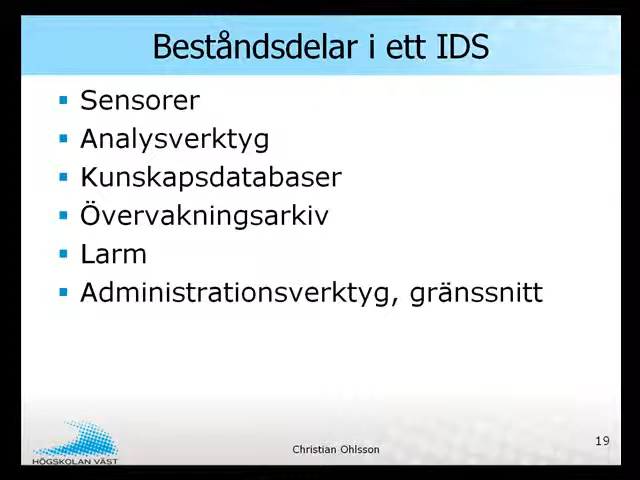 Beståndsdelar i ett IDS
Sensorer
Analysverktyg
Kunskapsdatabaser
Övervakningsarkiv
Larm
Administrationsverktyg, gränssnitt
HÖGSKOLAN VÄST
Christian Ohlsson
19